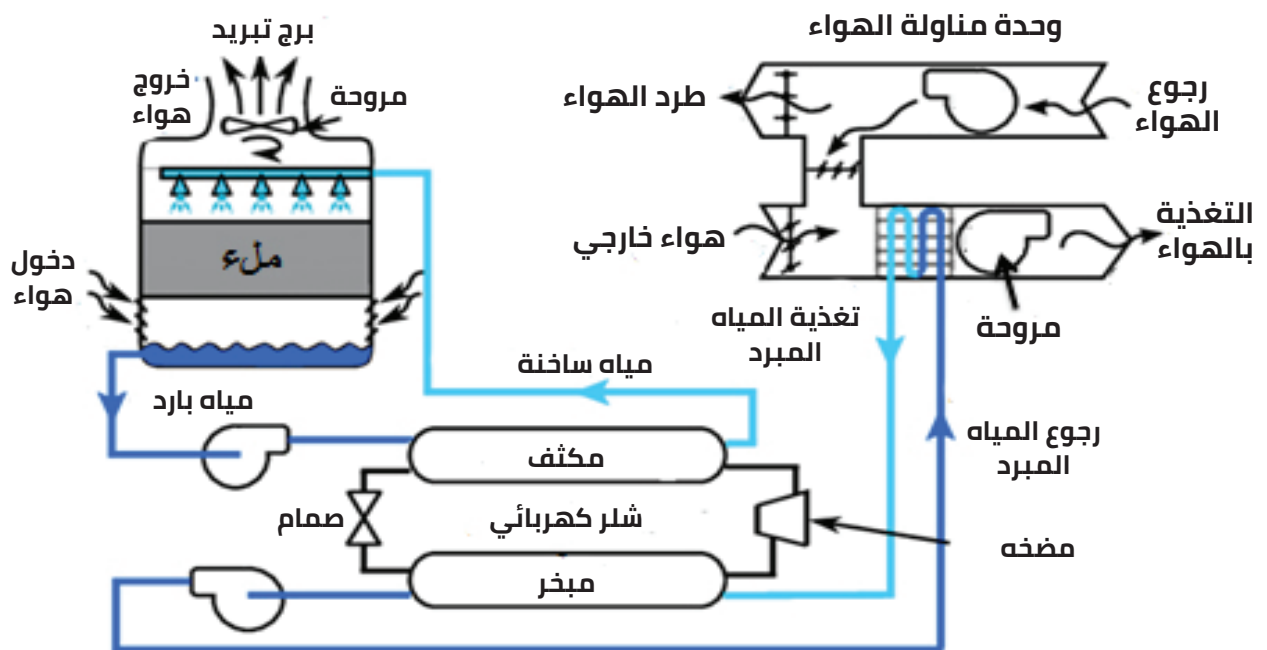 برج تبريد
خروج
هواء
مروحة
ملء
دخول
هواء
مياه بارد
مياه ساخنة
مكثف
صمام
شلر كهربائي
مبخر
مضخه
وحدة مناولة الهواء
طرد الهواء
رجوع
الهواء
هواء خارجي
التغذية
بالهواء
مروحة
تغذية المياه
المبرد
رجوع المياه
المبرد